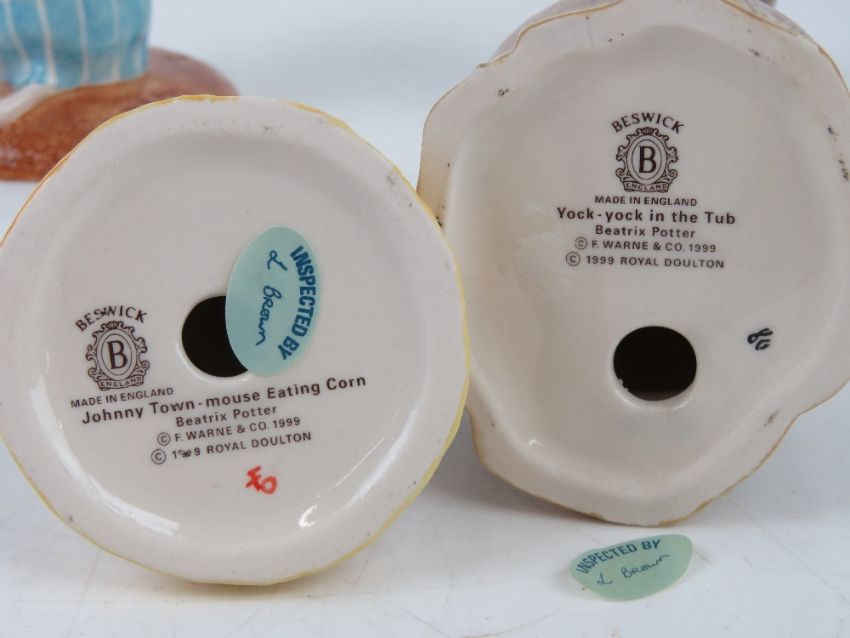 BESWICK
B
ENGLAND
MADE IN ENGLAND
Johnny Town-mouse Eating Corn
Beatrix Potter
© F. WARNE & CO. 1999
© 1999 ROYAL DOULTON
INSPECTED BY
L Brown
BESWICK
B
ENGLAND
MADE IN ENGLAND
Yock-yock in the Tub
Beatrix Potter
© F. WARNE & CO. 1999
© 1999 ROYAL DOULTON
INSPECTED BY
L Brown